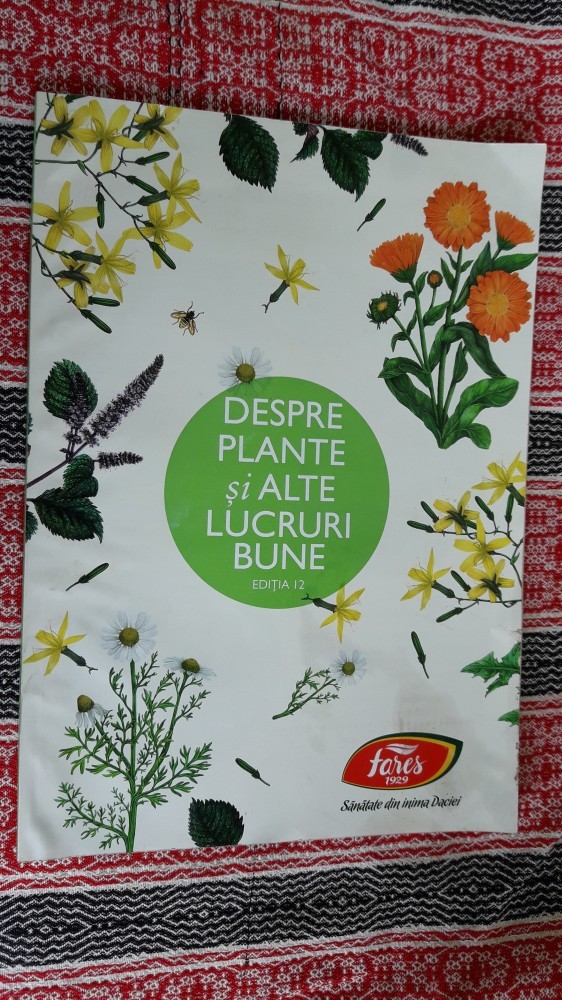 DESPRE
PLANTE
și ALTE
LUCRURI
BUNE
EDIȚIA 12
fares
1929
Sănătate din inima Daciei